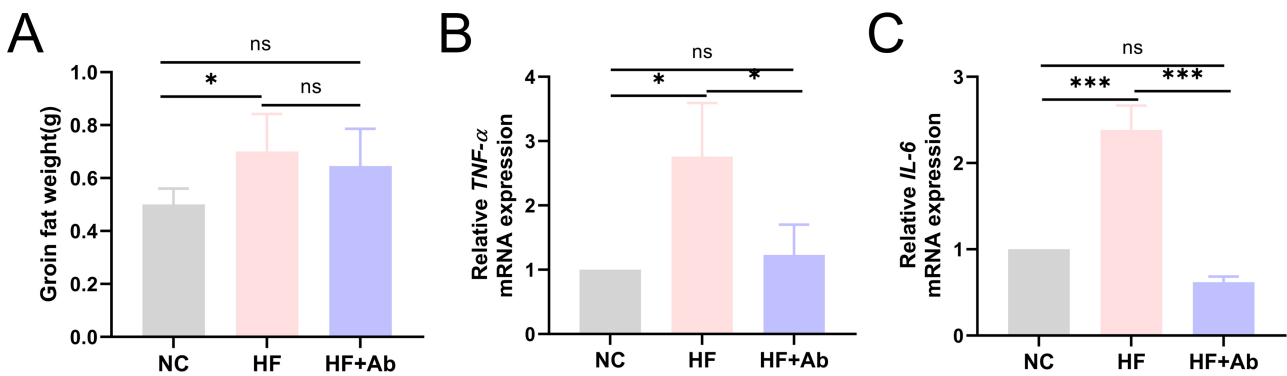 A
ns
*
ns
1.0
0.8
0.6
0.4
0.2
0.0
Groin fat weight(g)
NC HF HF+Ab
B
ns
*
*
4
3
2
1
0
Relative TNF-α
mRNA expression
NC HF HF+Ab
C
ns
***
***
3
2
1
0
Relative IL-6
mRNA expression
NC HF HF+Ab